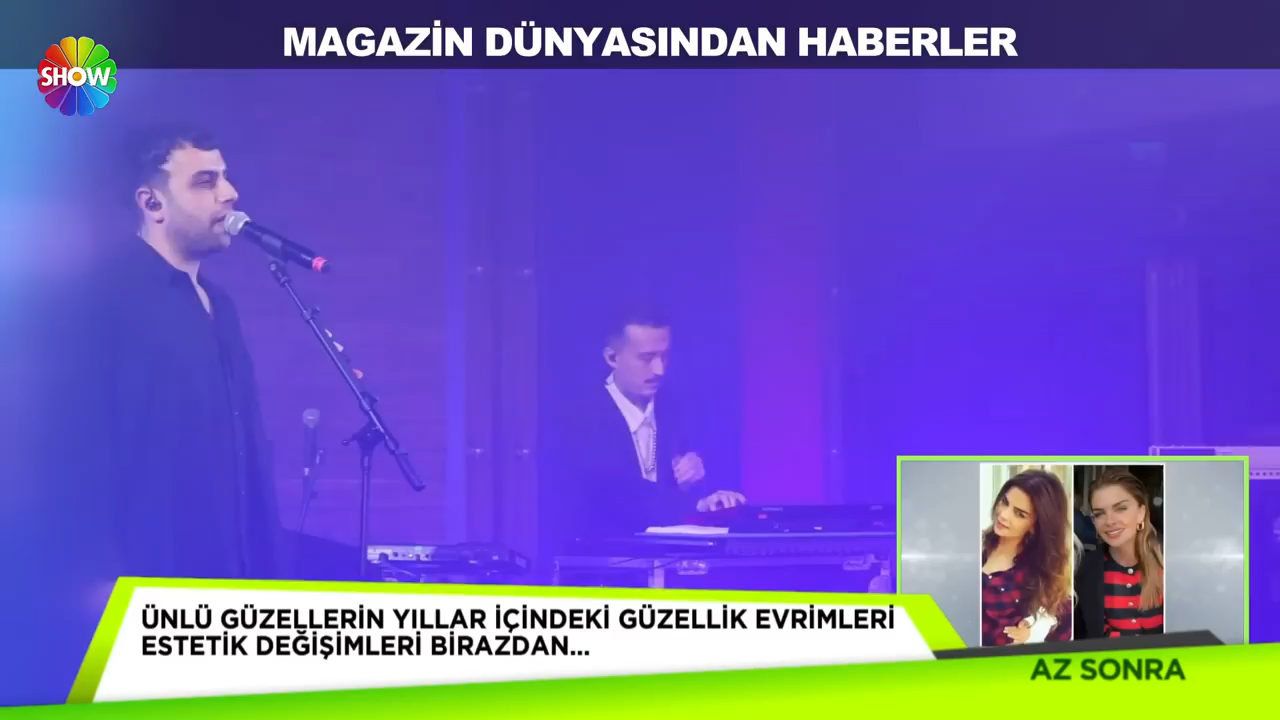 MAGAZİN DÜNYASINDAN HABERLER
SHOW
ÜNLÜ GÜZELLERİN YILLAR İÇİNDEKİ GÜZELLİK EVRİMLERİ
ESTETİK DEĞİŞİMLERİ BİRAZDAN...
AZ SONRA